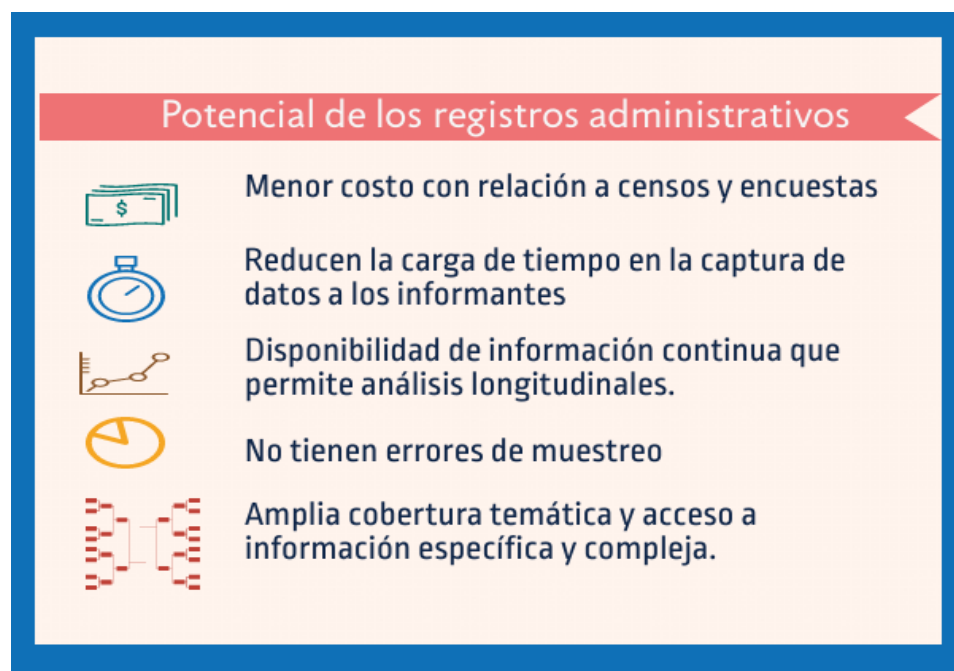 Potencial de los registros administrativos
$
Menor costo con relación a censos y encuestas
Reducen la carga de tiempo en la captura de
datos a los informantes
Disponibilidad de información continua que
permite análisis longitudinales.
No tienen errores de muestreo
Amplia cobertura temática y acceso a
información específica y compleja.